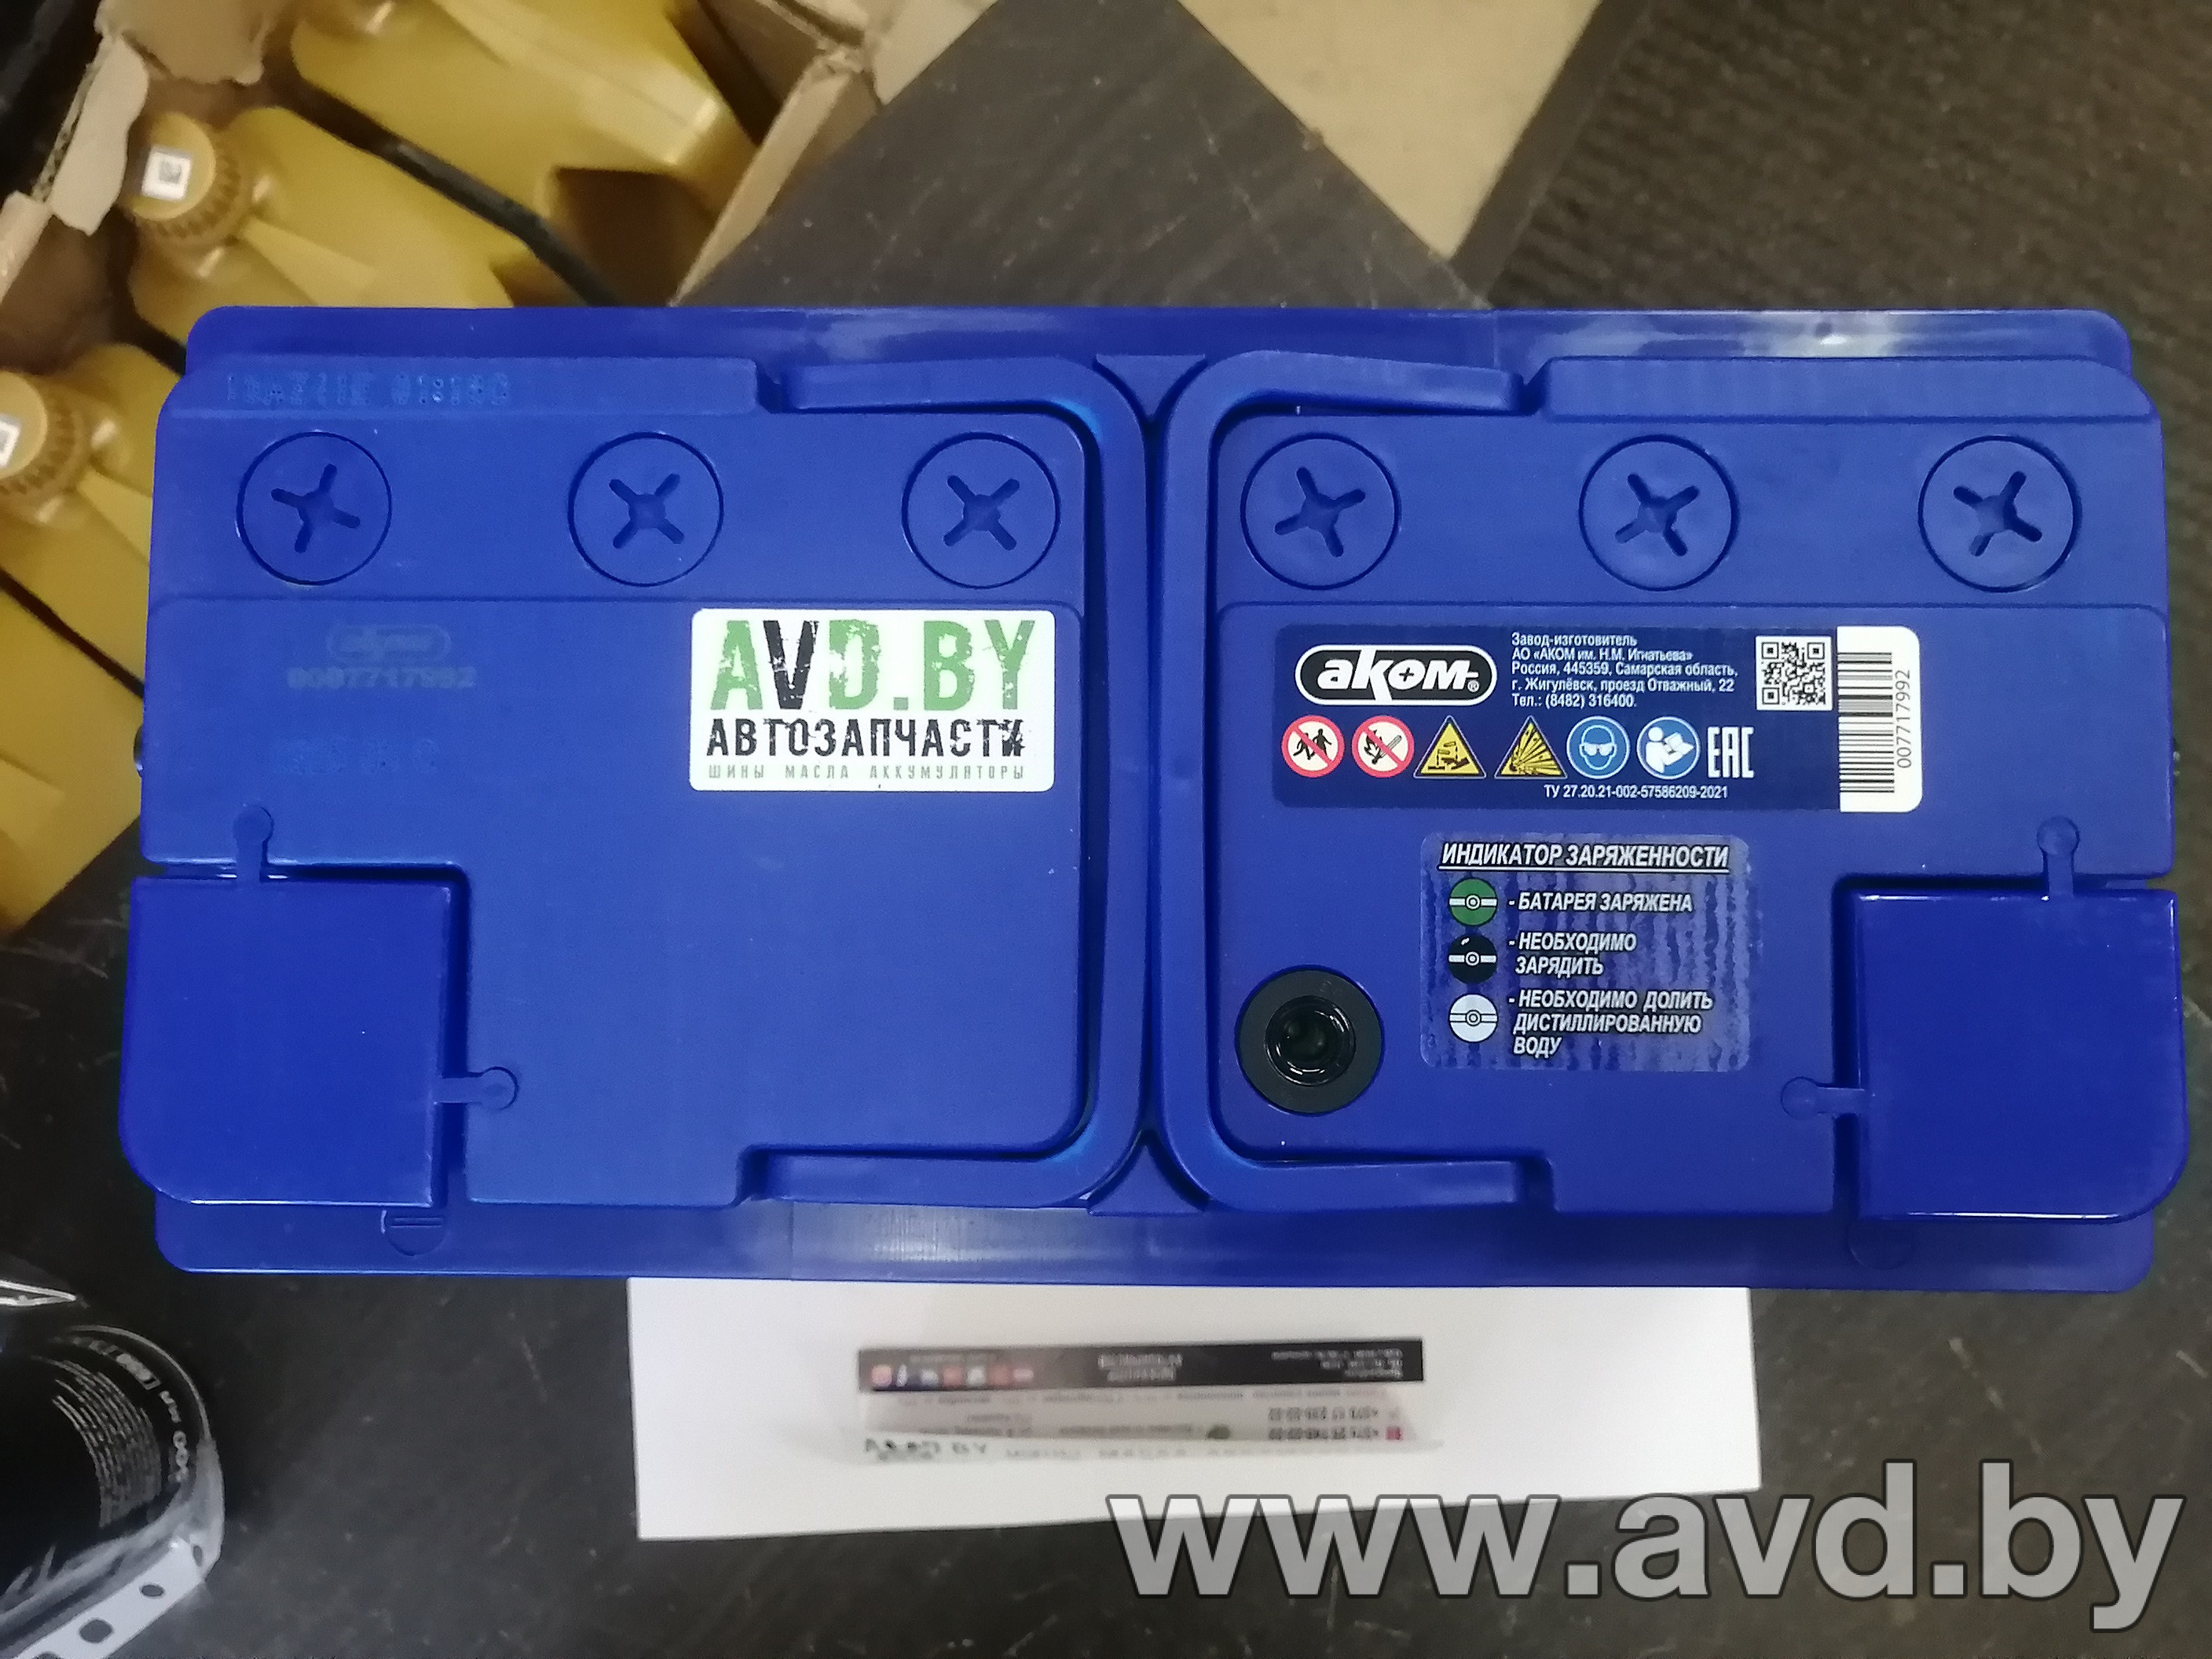 AVD.BY
АВТОЗАПЧАСТИ
ШИНЫ МАСЛА АККУМУЛЯТОРЫ
аком®
Завод-изготовитель
АО «АКОМ им. Н.М. Игнатьева»
Россия, 445359, Самарская область,
г. Жигулёвск, проезд Отважный, 22
Тел.: (8482) 316400.
EAC
ТУ 27.20.21-002-57586209-2021
007717992
ИНДИКАТОР ЗАРЯЖЕННОСТИ
- БАТАРЕЯ ЗАРЯЖЕНА
- НЕОБХОДИМО
ЗАРЯДИТЬ
- НЕОБХОДИМО ДОЛИТЬ
ДИСТИЛЛИРОВАННУЮ
ВОДУ
www.avd.by